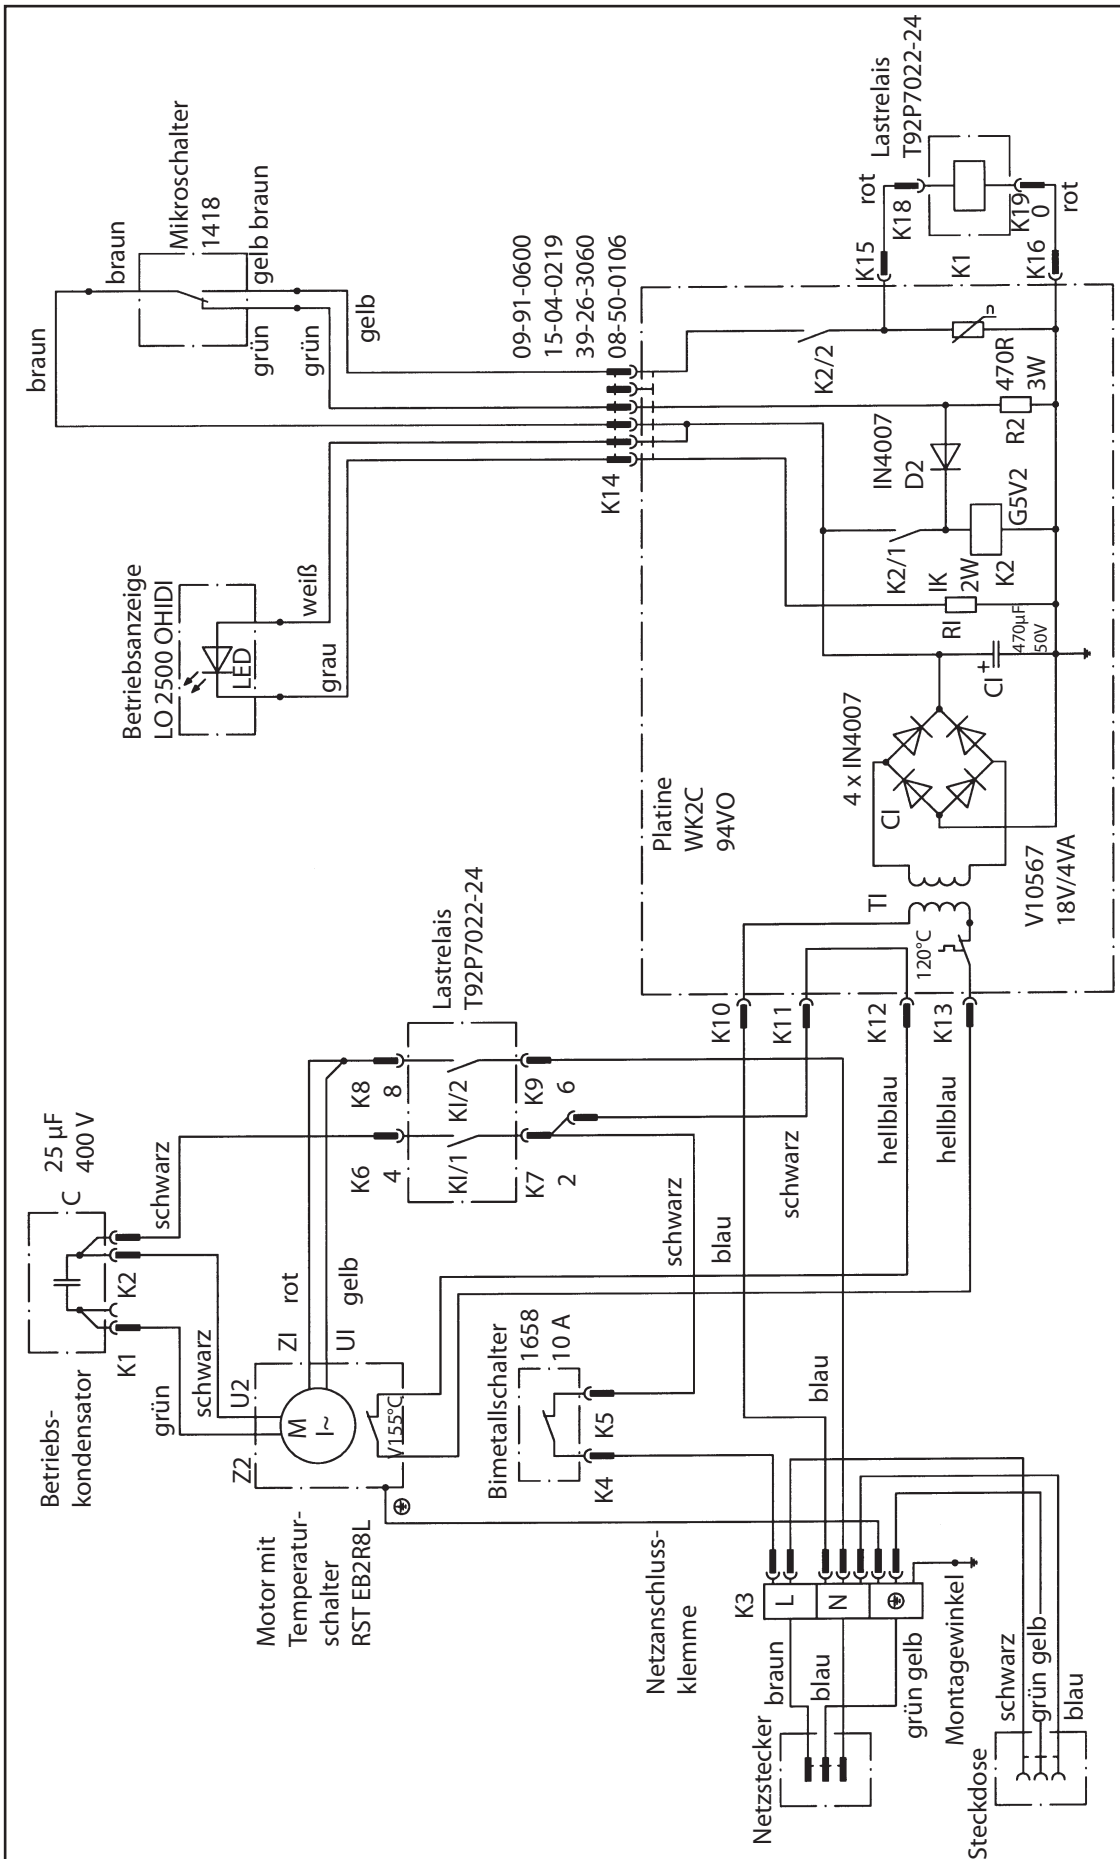 Betriebs-
kondensator
C
25 µF
400 V
K1
K2
schwarz
grün
schwarz
Z2
U2
ZI
rot
UI
gelb
M
I~
V155°C
Motor mit
Temperatur-
schalter
RST EB2R8L
K6
4
K8
8
KI/1
KI/2
K7
2
K9
6
Lastrelais
T92P7022-24
schwarz
schwarz
blau
Bimetallschalter
1658
10 A
K4
K5
blau
hellblau
hellblau
Netzanschluss-
klemme
K3
L
N
braun
blau
grün gelb
Netzstecker
Montagewinkel
Steckdose
schwarz
grün gelb
blau
Betriebsanzeige
LO 2500 OHIDI
LED
weiß
grau
braun
braun
Mikroschalter
1418
gelb braun
grün
grün
gelb
09-91-0600
15-04-0219
39-26-3060
08-50-0106
K14
Platine
WK2C
94VO
K10
K11
K12
K13
120°C
TI
V10567
18V/4VA
4 x IN4007
CI
CI
+
470µF
50V
RI
IK
2W
K2/1
K2
G5V2
IN4007
D2
R2
470R
3W
K2/2
K1
U
K15
K16
rot
K18
K19
0
rot
Lastrelais
T92P7022-24